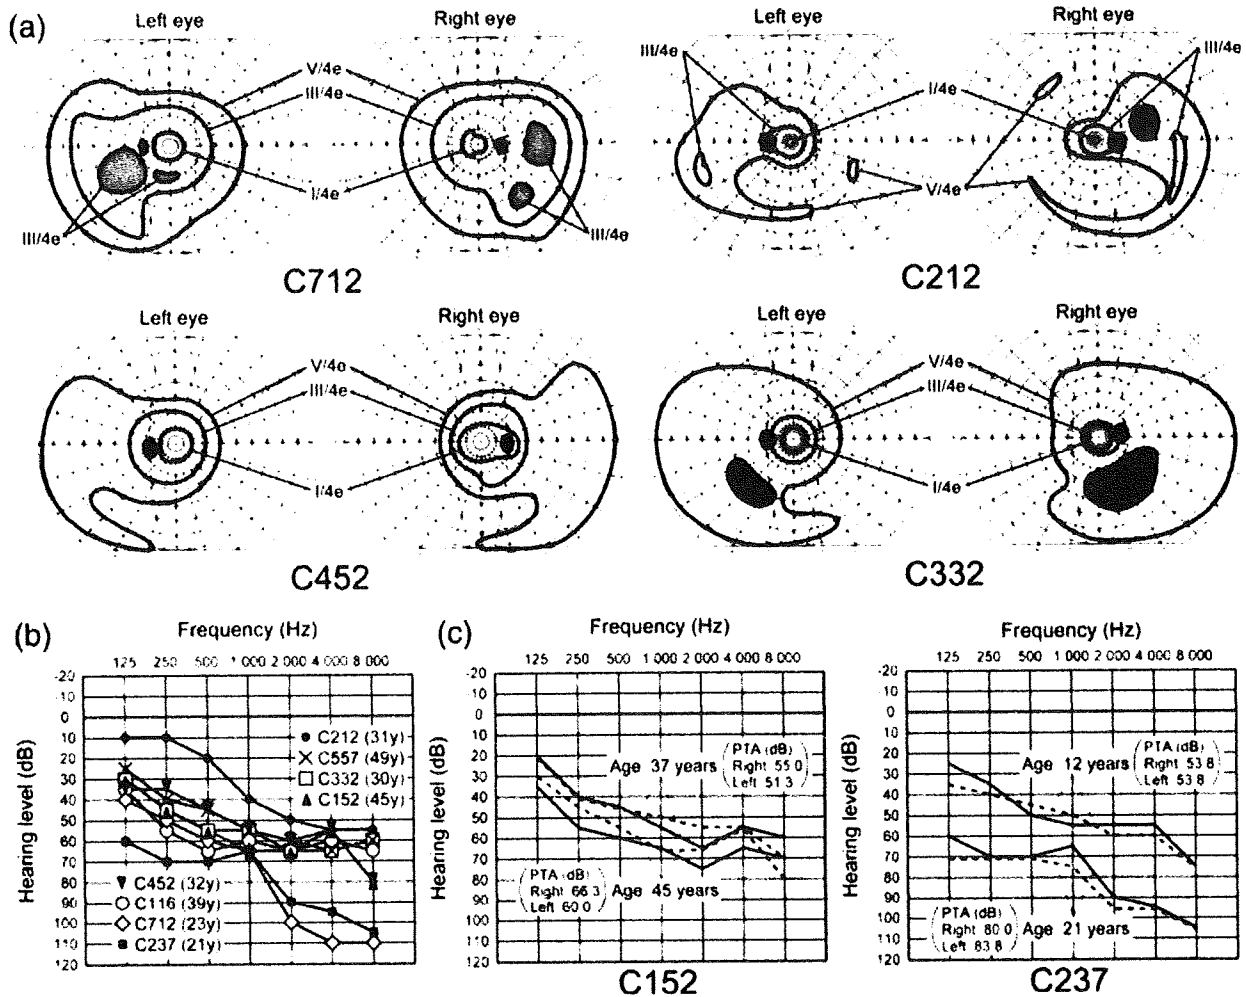 (a)
Left eye
Right eye
V/4e
III/4e
I/4e
III/4e
III/4e
C712
Left eye
Right eye
III/4e
III/4e
I/4e
V/4e
C212
Left eye
Right eye
V/4e
III/4e
I/4e
C452
Left eye
Right eye
V/4e
III/4e
I/4e
C332
(b)
Frequency (Hz)
125 250 500 1 000 2 000 4 000 8 000
Hearing level (dB)
-20
10
0
10
20
30
40
50
60
70
80
90
100
110
120
C212 (31y)
C557 (49y)
C332 (30y)
C152 (45y)
C452 (32y)
C116 (39y)
C712 (23y)
C237 (21y)
(c)
Frequency (Hz)
125 250 500 1 000 2 000 4 000 8 000
Hearing level (dB)
-20
10
0
10
20
30
40
50
60
70
80
90
100
110
120
Age 37 years
PTA (dB)
Right 55.0
Left 51.3
PTA (dB)
Right 66.3
Left 60.0
Age 45 years
C152
Frequency (Hz)
125 250 500 1 000 2 000 4 000 8 000
Hearing level (dB)
-20
10
0
10
20
30
40
50
60
70
80
90
100
110
120
Age 12 years
PTA (dB)
Right 53.8
Left 53.8
PTA (dB)
Right 80.0
Left 83.8
Age 21 years
C237